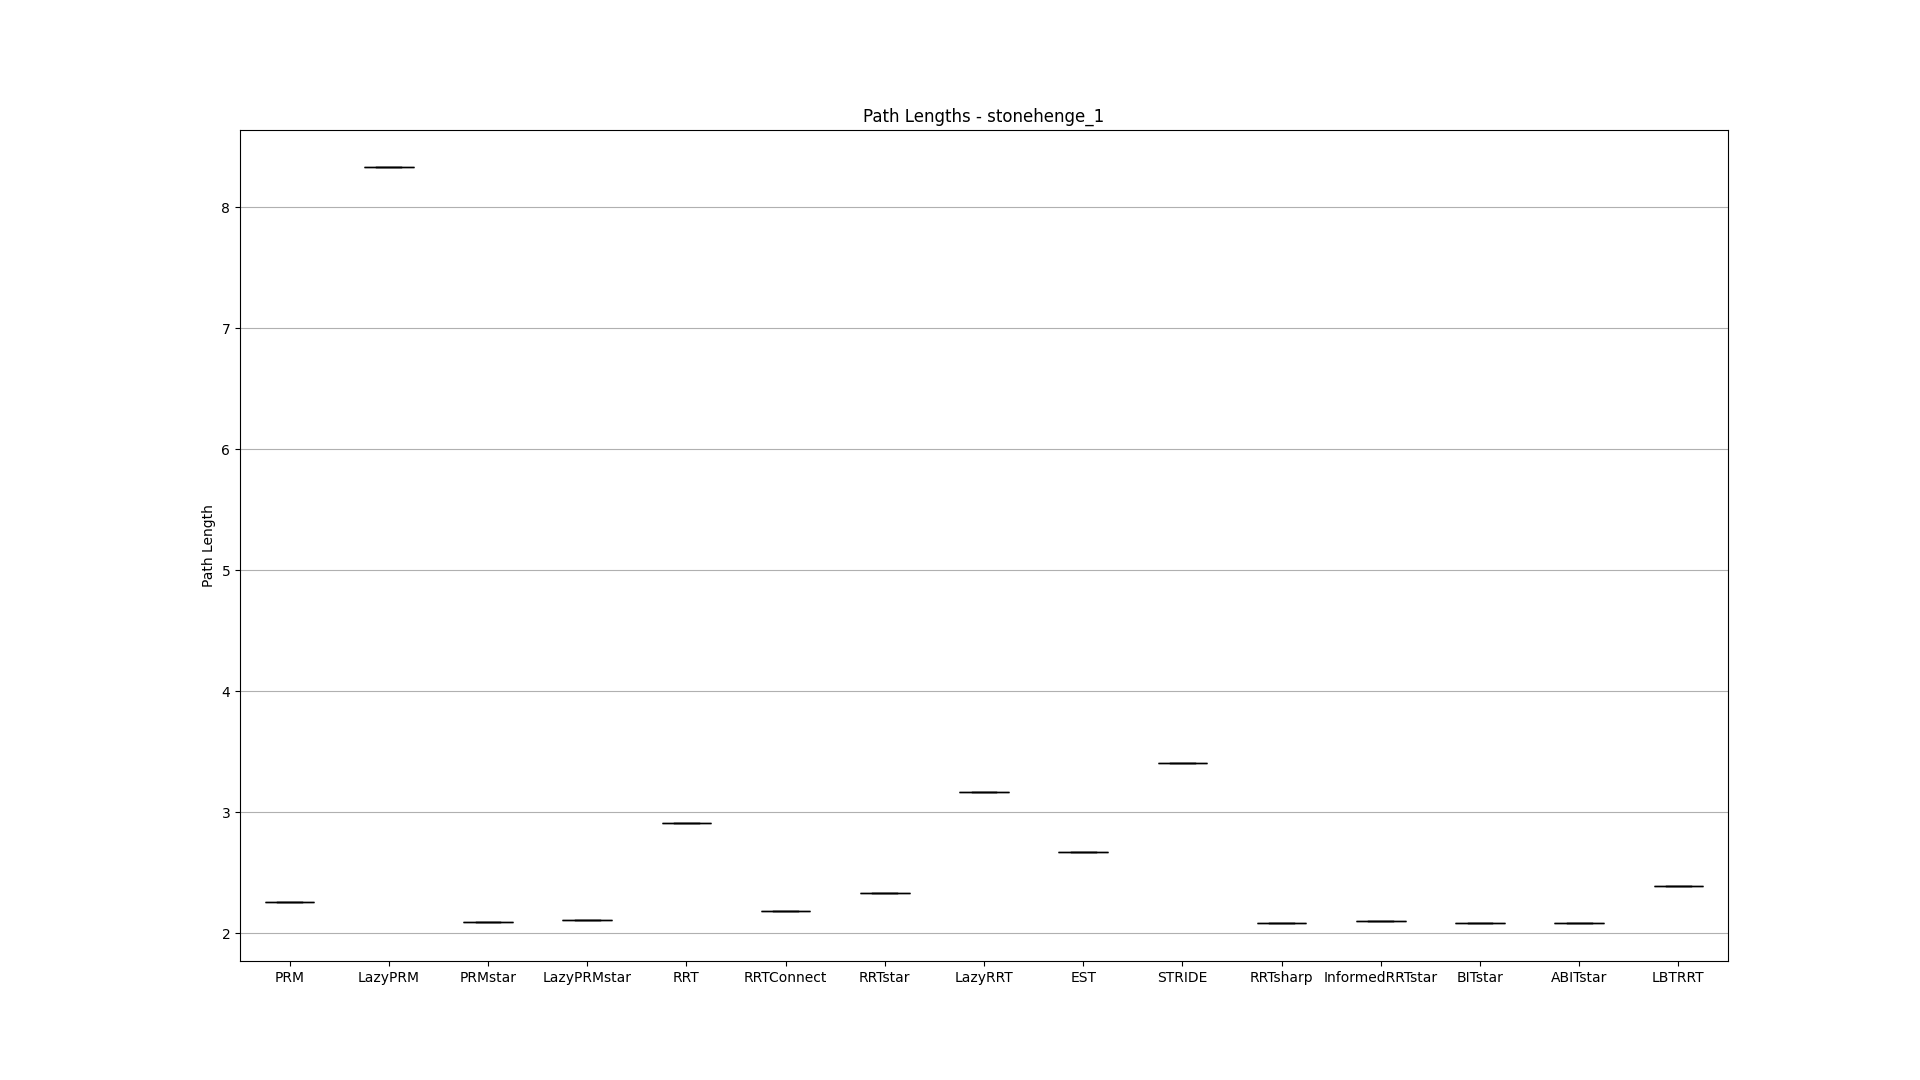 Path Lengths - stonehenge_1
Path Length
8
7
6
5
4
3
2
PRM LazyPRM PRMstar LazyPRMstar RRT RRTConnect RRTstar LazyRRT EST STRIDE RRTsharp InformedRRTstar BITstar ABITstar LBTRRT